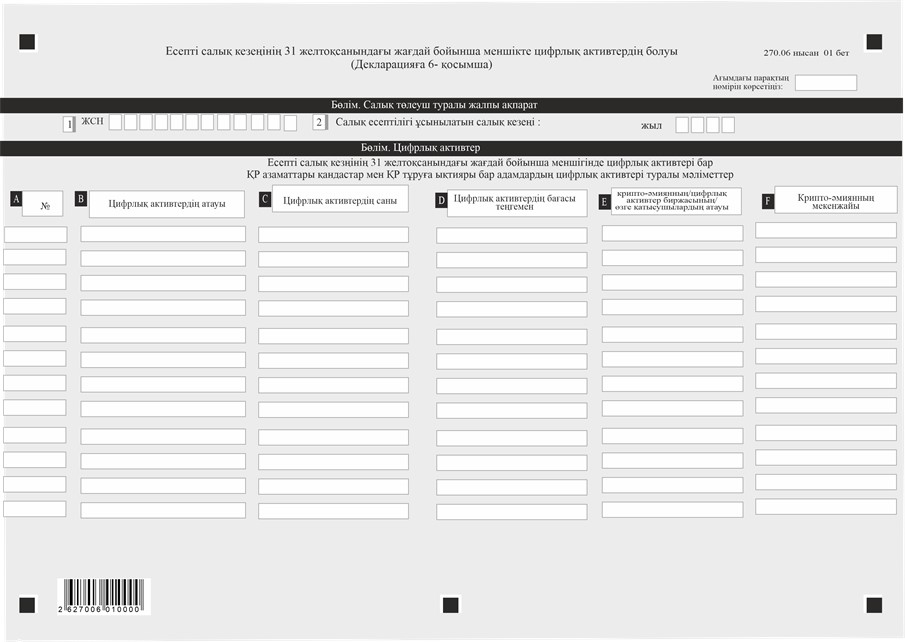 Есепті салық кезеңінің 31 желтоқсанындағы жағдай бойынша меншікте цифрлық активтердің болуы
(Декларацияға 6- қосымша)
270.06 нысан 01 бет
Ағымдағы парақтың
нөмірін көрсетіңіз:
Бөлім. Салық төлеуш туралы жалпы ақпарат
1 ЖСН 2 Салық есептілігі ұсынылатын салық кезеңі : жыл
Бөлім. Цифрлық активтер
Есепті салық кезңінің 31 желтоқсанындағы жағдай бойынша меншігінде цифрлық активтері бар
ҚР азаматтары қандастар мен ҚР тұруға ықтияры бар адамдардың цифрлық активтері туралы мәліметтер
A № B Цифрлық активтердің атауы C Цифрлық активтердің саны
D Цифрлық активтердің бағасы
теңгемен
E крипто-әмиянның/цифрлық
активтер биржасының/
өзге қатысушылардың атауы
F Крипто-әмиянның
мекенжайы
2 627006 010000